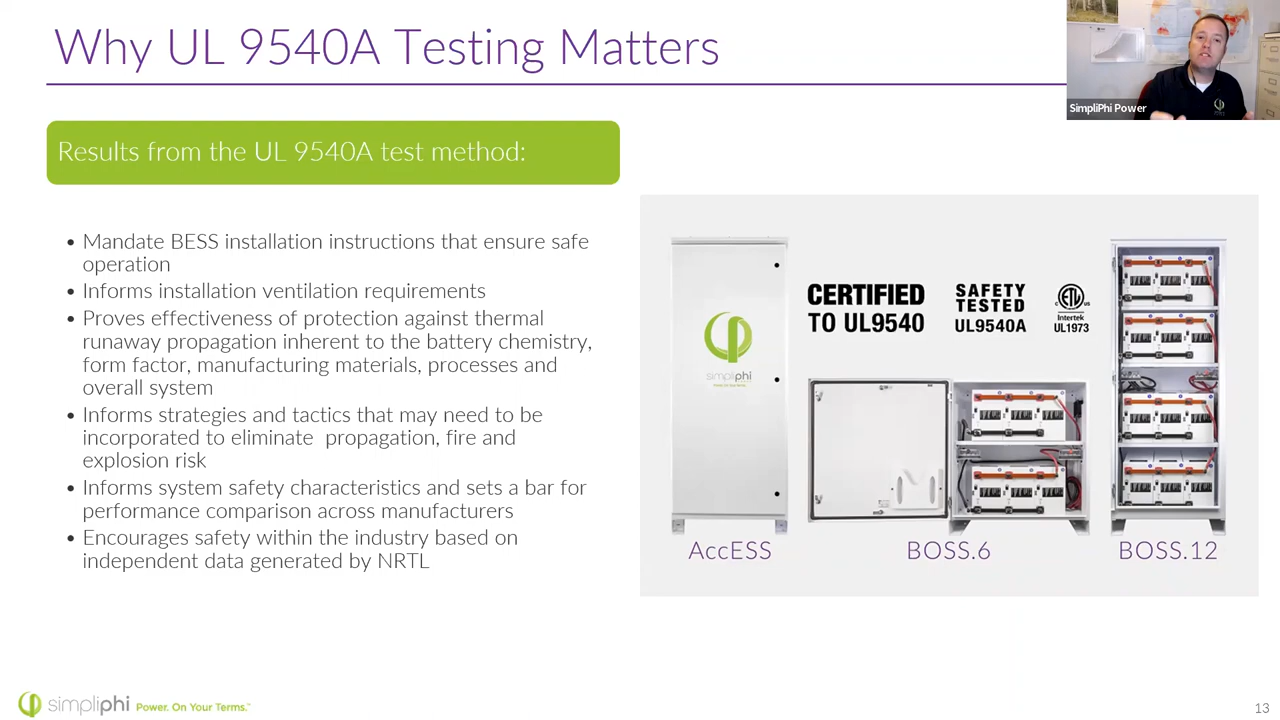 Why UL 9540A Testing Matters
SimpliPhi Power
Results from the UL 9540A test method:
• Mandate BESS installation instructions that ensure safe
operation
• Informs installation ventilation requirements
• Proves effectiveness of protection against thermal
runaway propagation inherent to the battery chemistry,
form factor, manufacturing materials, processes and
overall system
• Informs strategies and tactics that may need to be
incorporated to eliminate  propagation, fire and
explosion risk
• Informs system safety characteristics and sets a bar for
performance comparison across manufacturers
• Encourages safety within the industry based on
independent data generated by NRTL
simpliphi
CERTIFIED
TO UL9540
SAFETY
TESTED
UL9540A
C ETL US
Intertek
UL1973
AccESS
BOSS.6
BOSS.12
simpliphi Power. On Your Terms.™
13